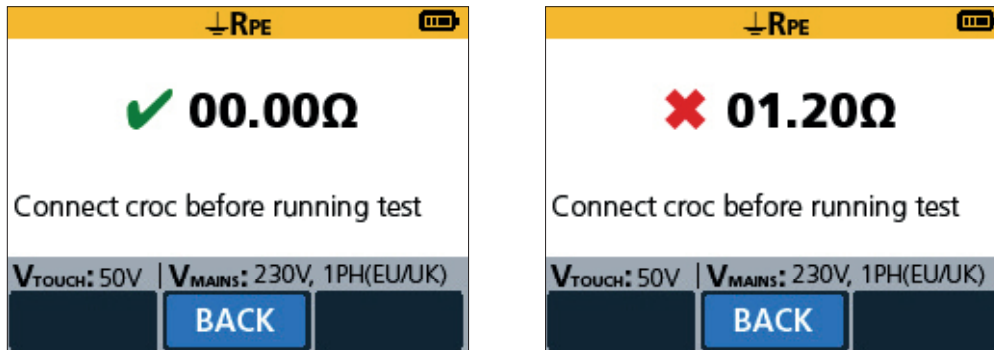 ⏚RPE
✔ 00.00Ω
Connect croc before running test
VTOUCH: 50V | VMAINS: 230V, 1PH(EU/UK)
BACK
⏚RPE
✖ 01.20Ω
Connect croc before running test
VTOUCH: 50V | VMAINS: 230V, 1PH(EU/UK)
BACK